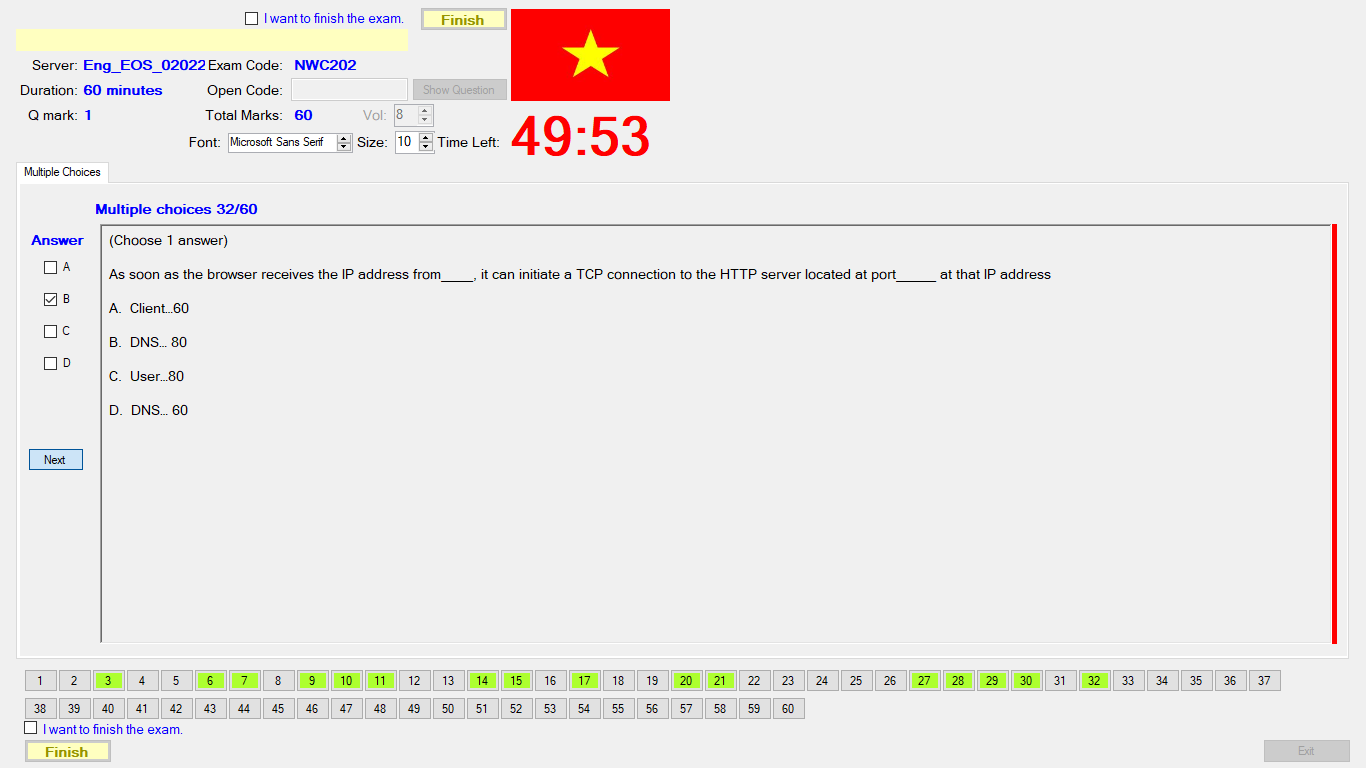 I want to finish the exam. Finish
Server: Eng_EOS_02022 Exam Code: NWC202
Duration: 60 minutes Open Code: Show Question
Q mark: 1 Total Marks: 60 Vol: 8
Font: Microsoft Sans Serif Size: 10 Time Left: 49:53
Multiple Choices
Multiple choices 32/60
Answer
A
B
C
D
Next
(Choose 1 answer)
As soon as the browser receives the IP address from____, it can initiate a TCP connection to the HTTP server located at port_____ at that IP address
A. Client...60
B. DNS... 80
C. User...80
D. DNS... 60
1 2 3 4 5 6 7 8 9 10 11 12 13 14 15 16 17 18 19 20 21 22 23 24 25 26 27 28 29 30 31 32 33 34 35 36 37
38 39 40 41 42 43 44 45 46 47 48 49 50 51 52 53 54 55 56 57 58 59 60
I want to finish the exam.
Finish Exit